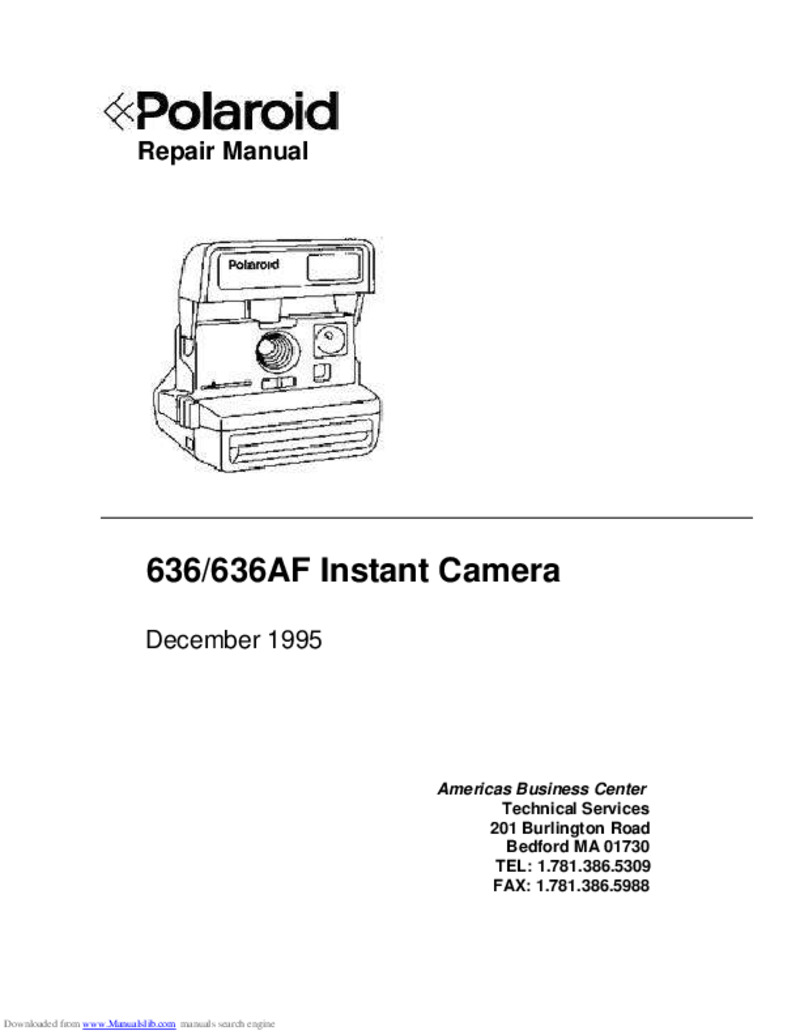 Polaroid
Repair Manual
Polaroid
636/636AF Instant Camera
December 1995
Americas Business Center
Technical Services
201 Burlington Road
Bedford MA 01730
TEL: 1.781.386.5309
FAX: 1.781.386.5988
Downloaded from www.Manualslib.com manuals search engine